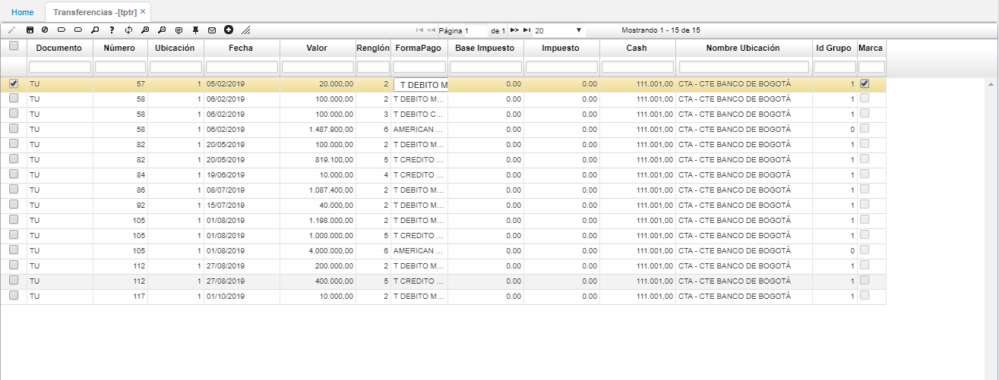 Home Transferencias -[tptr] ×
? Página 1 de 1 20 Mostrando 1 - 15 de 15
Documento Número Ubicación Fecha Valor Renglón FormaPago Base Impuesto Impuesto Cash Nombre Ubicación Id Grupo Marca
TU 57 1 05/02/2019 20.000,00 2 T DEBITO M 0.00 0.00 111.001,00 CTA - CTE BANCO DE BOGOTÁ 1
TU 58 1 06/02/2019 100.000,00 2 T DEBITO M... 0.00 0.00 111.001,00 CTA - CTE BANCO DE BOGOTÁ 1
TU 58 1 06/02/2019 100.000,00 3 T DEBITO C... 0.00 0.00 111.001,00 CTA - CTE BANCO DE BOGOTÁ 1
TU 58 1 06/02/2019 1.487.900,00 6 AMERICAN ... 0.00 0.00 111.001,00 CTA - CTE BANCO DE BOGOTÁ 0
TU 82 1 20/05/2019 100.000,00 2 T DEBITO M... 0.00 0.00 111.001,00 CTA - CTE BANCO DE BOGOTÁ 1
TU 82 1 20/05/2019 819.100,00 5 T CREDITO ... 0.00 0.00 111.001,00 CTA - CTE BANCO DE BOGOTÁ 1
TU 84 1 19/06/2019 10.000,00 4 T CREDITO ... 0.00 0.00 111.001,00 CTA - CTE BANCO DE BOGOTÁ 1
TU 86 1 08/07/2019 1.087.400,00 2 T DEBITO M... 0.00 0.00 111.001,00 CTA - CTE BANCO DE BOGOTÁ 1
TU 92 1 15/07/2019 40.000,00 2 T DEBITO M... 0.00 0.00 111.001,00 CTA - CTE BANCO DE BOGOTÁ 1
TU 105 1 01/08/2019 1.198.000,00 2 T DEBITO M... 0.00 0.00 111.001,00 CTA - CTE BANCO DE BOGOTÁ 1
TU 105 1 01/08/2019 1.000.000,00 5 T CREDITO ... 0.00 0.00 111.001,00 CTA - CTE BANCO DE BOGOTÁ 1
TU 105 1 01/08/2019 4.000.000,00 6 AMERICAN ... 0.00 0.00 111.001,00 CTA - CTE BANCO DE BOGOTÁ 0
TU 112 1 27/08/2019 200.000,00 2 T DEBITO M... 0.00 0.00 111.001,00 CTA - CTE BANCO DE BOGOTÁ 1
TU 112 1 27/08/2019 400.000,00 5 T CREDITO ... 0.00 0.00 111.001,00 CTA - CTE BANCO DE BOGOTÁ 1
TU 117 1 01/10/2019 10.000,00 2 T DEBITO M... 0.00 0.00 111.001,00 CTA - CTE BANCO DE BOGOTÁ 1